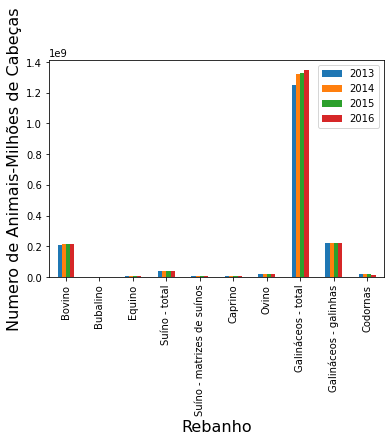 1e9
1.4
1.2
1.0
0.8
0.6
0.4
0.2
0.0
Numero de Animais-Milhões de Cabeças
2013
2014
2015
2016
Bovino
Bubalino
Equino
Suíno - total
Suíno - matrizes de suínos
Caprino
Ovino
Galináceos - total
Galináceos - galinhas
Codornas
Rebanho